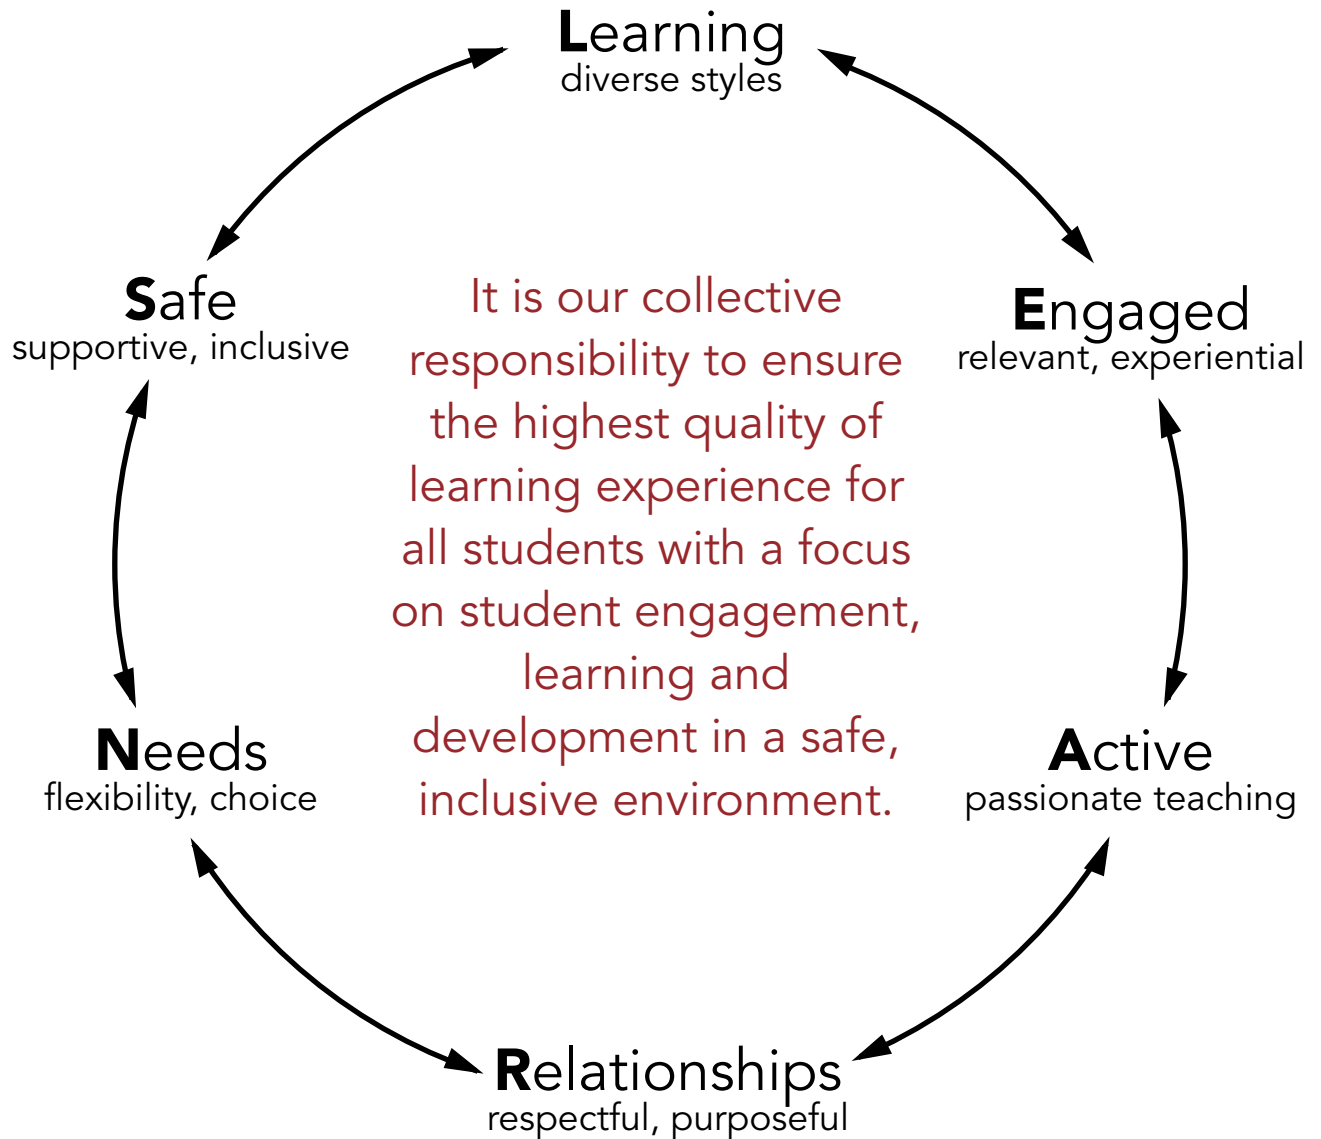 Learning
diverse styles
Engaged
relevant, experiential
Active
passionate teaching
Relationships
respectful, purposeful
Needs
flexibility, choice
Safe
supportive, inclusive
It is our collective
responsibility to ensure
the highest quality of
learning experience for
all students with a focus
on student engagement,
learning and
development in a safe,
inclusive environment.